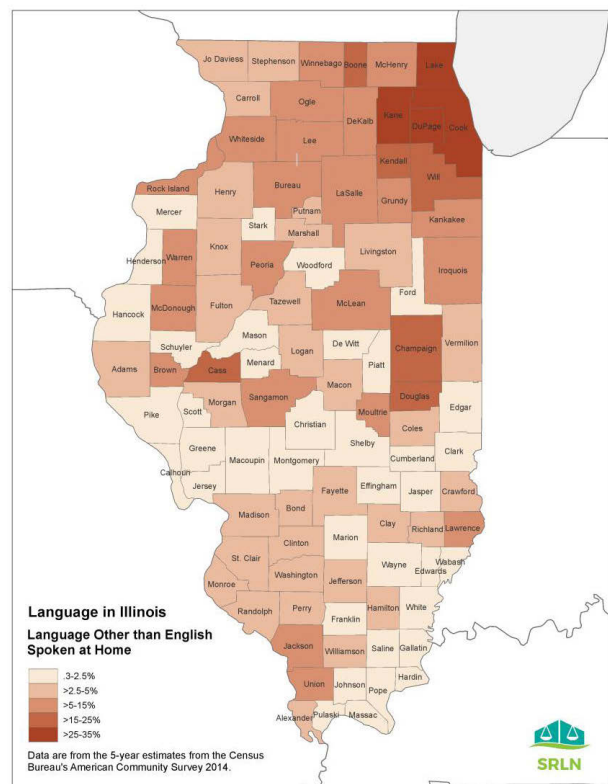 Jo Daviess
Stephenson
Winnebago
Boone
McHenry
Lake
Carroll
Ogle
DeKalb
Kane
DuPage
Cook
Whiteside
Lee
Kendall
Will
Rock Island
Henry
Bureau
LaSalle
Grundy
Mercer
Putnam
Kankakee
Stark
Marshall
Knox
Livingston
Henderson
Warren
Peoria
Woodford
Iroquois
Ford
McDonough
Fulton
Tazewell
McLean
Hancock
Mason
Schuyler
Logan
De Witt
Champaign
Vermilion
Adams
Brown
Cass
Menard
Piatt
Macon
Douglas
Morgan
Sangamon
Moultrie
Edgar
Pike
Scott
Christian
Coles
Shelby
Greene
Clark
Calhoun
Macoupin
Montgomery
Cumberland
Jersey
Effingham
Jasper
Crawford
Fayette
Madison
Bond
Clay
Richland
Lawrence
Marion
Clinton
St. Clair
Wayne
Wabash
Edwards
Washington
Monroe
Jefferson
Randolph
Perry
Hamilton
White
Franklin
Jackson
Williamson
Saline
Gallatin
Hardin
Union
Johnson
Pope
Alexander
Pulaski
Massac
Language in Illinois
Language Other than English
Spoken at Home
.3-2.5%
>2.5-5%
>5-15%
>15-25%
>25-35%
Data are from the 5-year estimates from the Census
Bureau's American Community Survey 2014.
SRLN